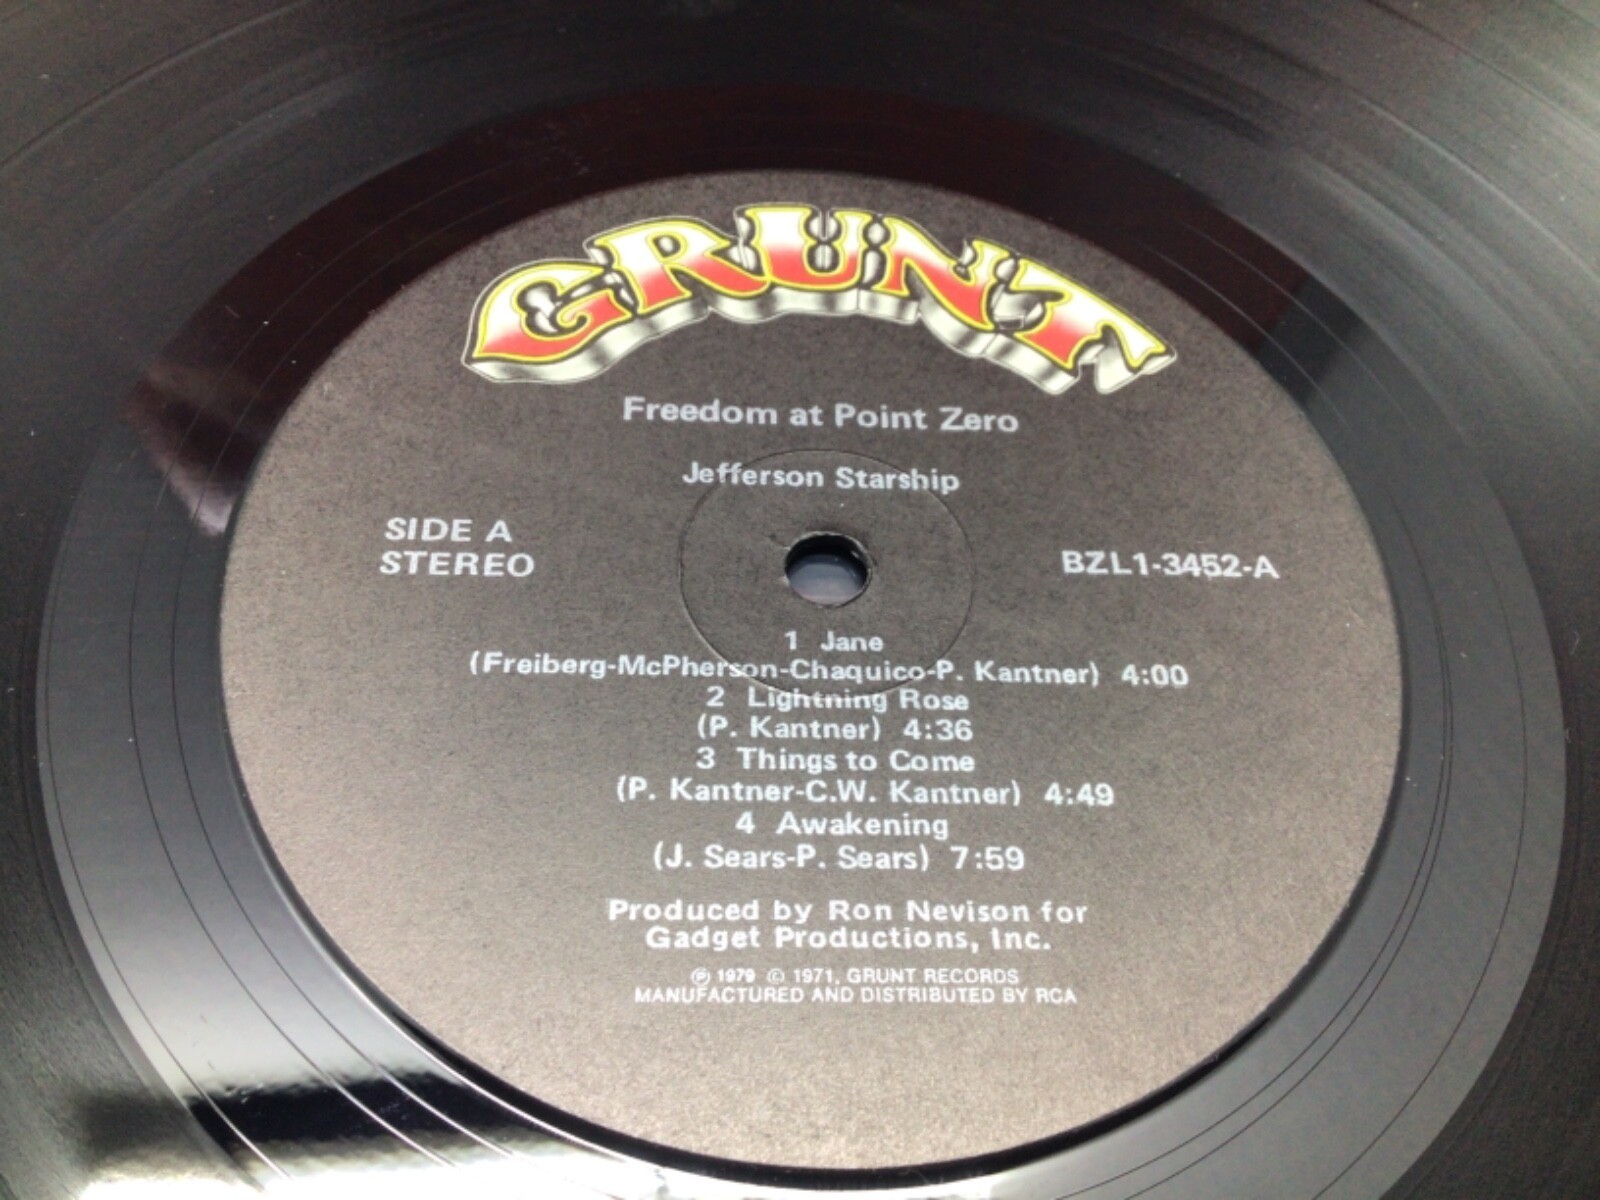 GRUNT
Freedom at Point Zero
Jefferson Starship
SIDE A
STEREO
BZL1-3452-A
1 Jane
(Freiberg-McPherson-Chaquico-P. Kantner) 4:00
2 Lightning Rose
(P. Kantner) 4:36
3 Things to Come
(P. Kantner-C.W. Kantner) 4:49
4 Awakening
(J. Sears-P. Sears) 7:59
Produced by Ron Nevison for
Gadget Productions, Inc.
℗ 1979 © 1971, GRUNT RECORDS
MANUFACTURED AND DISTRIBUTED BY RCA